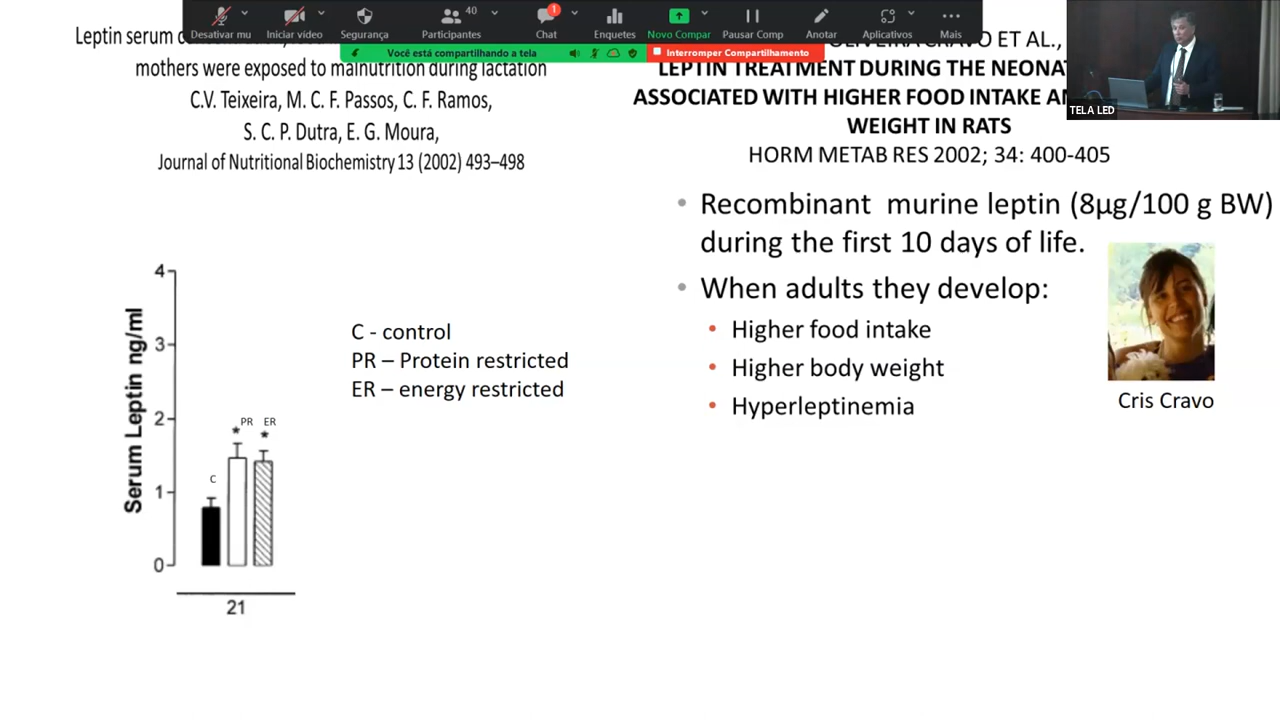 Desativar mu
Iniciar vídeo
Segurança
Participantes
40
Chat
1
Enquetes
Novo Compar
Pausar Comp
Anotar
Aplicativos
Mais
Você está compartilhando a tela
Interromper Compartilhamento
TELA LED
Leptin serum
mothers were exposed to malnutrition during lactation
C.V. Teixeira, M. C. F. Passos, C. F. Ramos,
S. C. P. Dutra, E. G. Moura,
Journal of Nutritional Biochemistry 13 (2002) 493–498
4
3
2
1
0
Serum Leptin ng/ml
C
* PR
* ER
21
C - control
PR – Protein restricted
ER – energy restricted
CRAVO ET AL.,
LEPTIN TREATMENT DURING THE
ASSOCIATED WITH HIGHER FOOD INTAKE
WEIGHT IN RATS
HORM METAB RES 2002; 34: 400-405
• Recombinant murine leptin (8µg/100 g BW)
during the first 10 days of life.
• When adults they develop:
• Higher food intake
• Higher body weight
• Hyperleptinemia
Cris Cravo